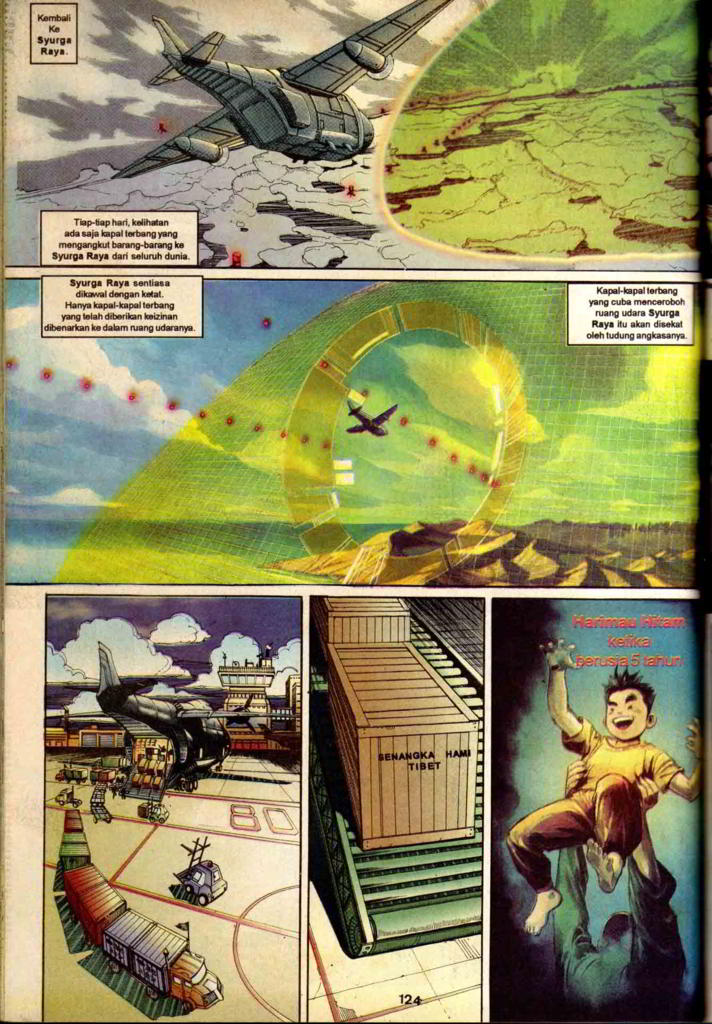 Kembali
Ke
Syurga
Raya.
Tiap-tiap hari, kelihatan
ada saja kapal terbang yang
mengangkut barang-barang ke
Syurga Raya dari seluruh dunia.
Syurga Raya sentiasa
dikawal dengan ketat.
Hanya kapal-kapal terbang
yang telah diberikan keizinan
dibenarkan ke dalam ruang udaranya.
Kapal-kapal terbang
yang cuba menceroboh
ruang udara Syurga
Raya itu akan disekat
oleh tudung angkasanya.
80
SENANGKA HAMI
TIBET
Harimau Hitam
ketika
berusia 5 tahun
124